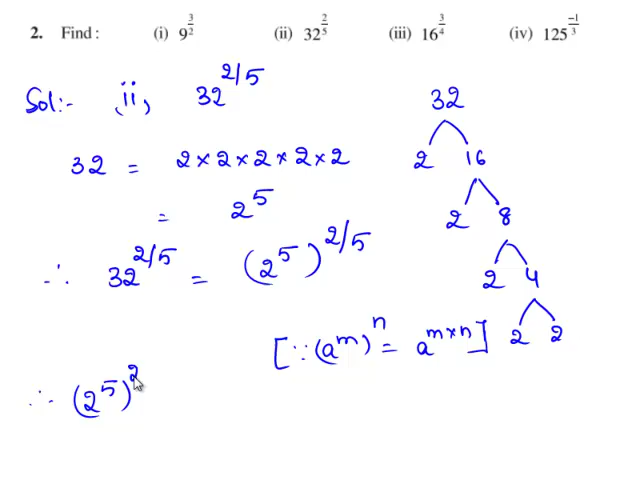 2. Find : (i) 9^{3/2} (ii) 32^{2/5} (iii) 16^{3/4} (iv) 125^{-1/3}
Sol:- ii, 32^{2/5}
32
32 = 2 × 2 × 2 × 2 × 2
2 16
= 2^5
2 8
∴ 32^{2/5} = (2^5)^{2/5}
2 4
[∵ (a^m)^n = a^{m×n}]
2 2
∴ (2^5)^2